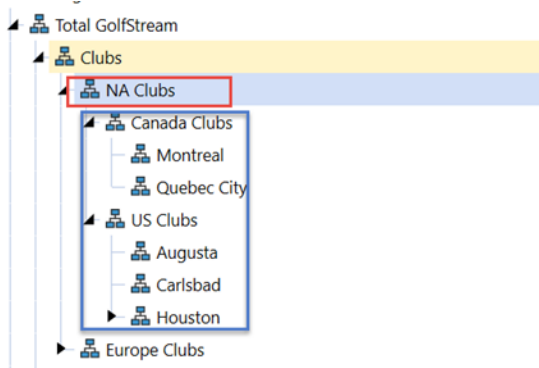 Total GolfStream
Clubs
NA Clubs
Canada Clubs
Montreal
Quebec City
US Clubs
Augusta
Carlsbad
Houston
Europe Clubs